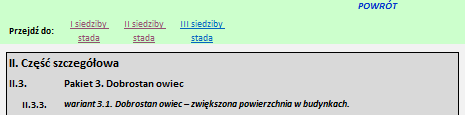 POWRÓT
Przejdź do: I siedziby stada II siedziby stada III siedziby stada
II. Część szczegółowa
II.3. Pakiet 3. Dobrostan owiec
II.3.3. wariant 3.1. Dobrostan owiec – zwiększona powierzchnia w budynkach.